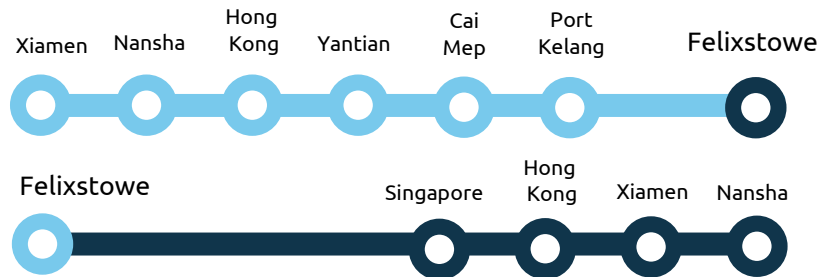 Xiamen
Nansha
Hong
Kong
Yantian
Cai
Mep
Port
Kelang
Felixstowe
Felixstowe
Singapore
Hong
Kong
Xiamen
Nansha